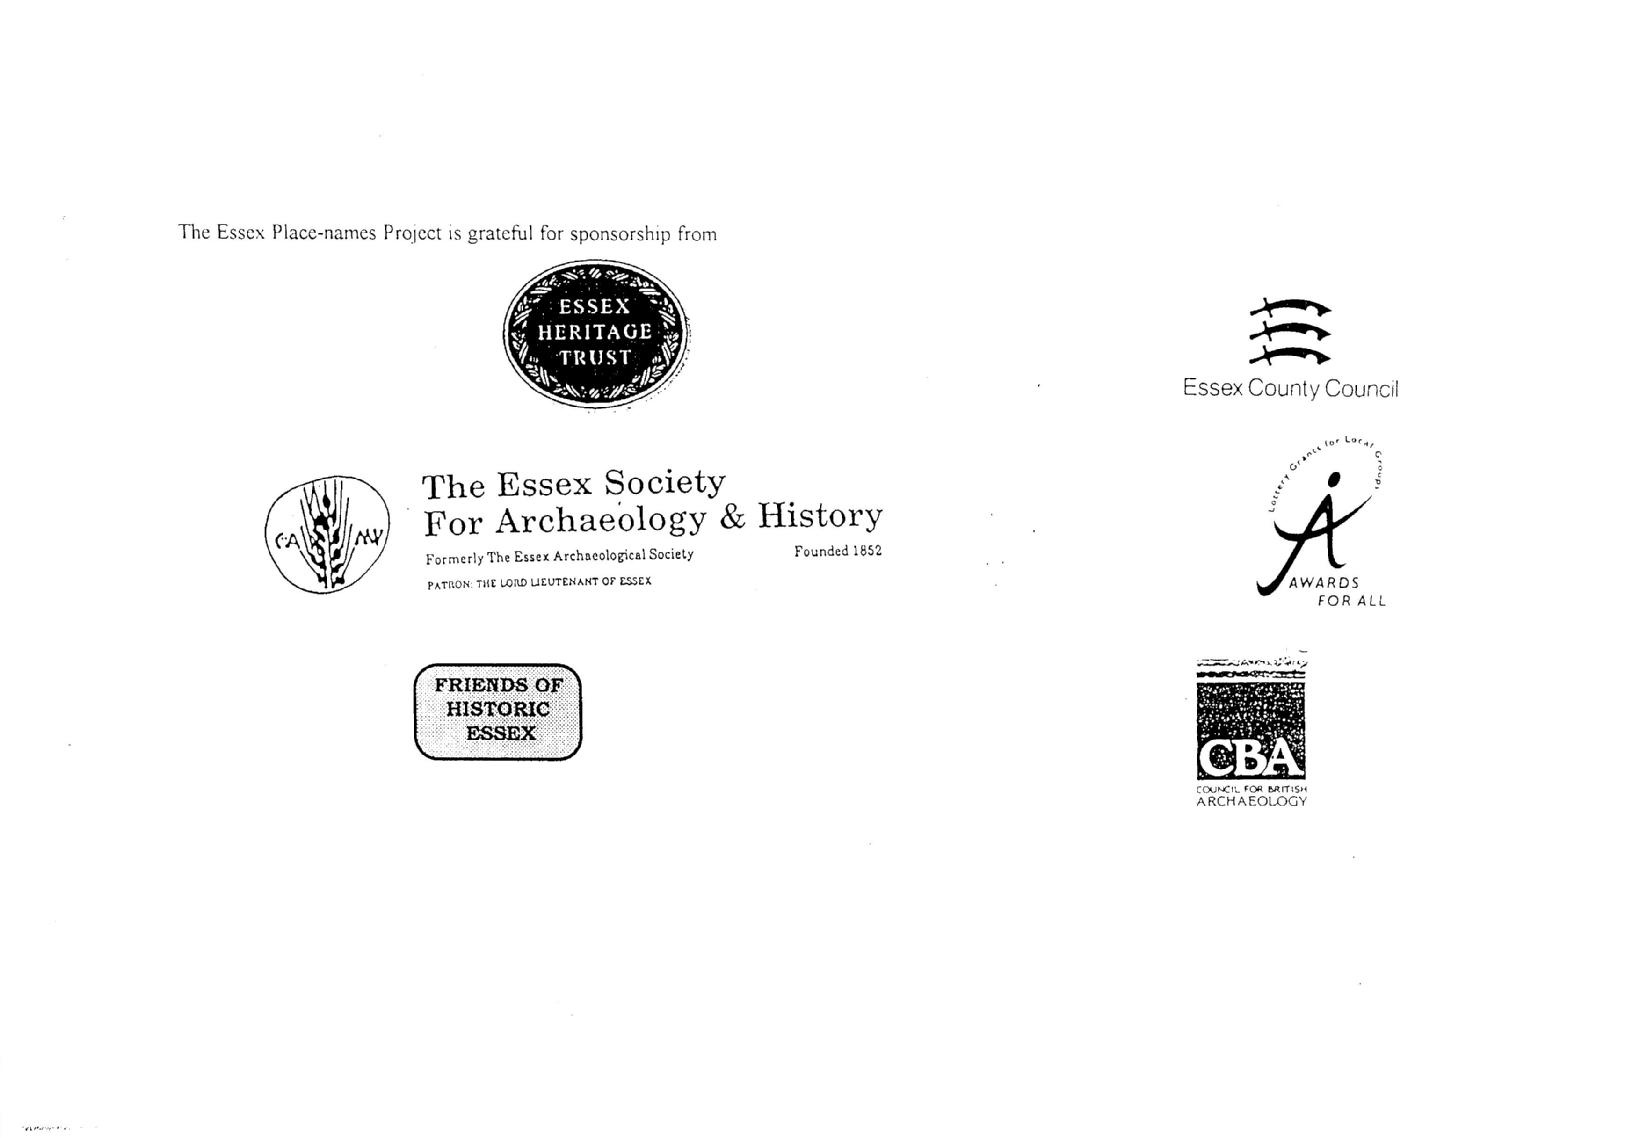 The Essex Place-names Project is grateful for sponsorship from
ESSEX
HERITAGE
TRUST
Essex County Council
The Essex Society
For Archaeology & History
Formerly The Essex Archaeological Society Founded 1852
PATRON: THE LORD LIEUTENANT OF ESSEX
Lottery Grants for Local Groups
AWARDS
FOR ALL
FRIENDS OF
HISTORIC
ESSEX
CBA
COUNCIL FOR BRITISH
ARCHAEOLOGY